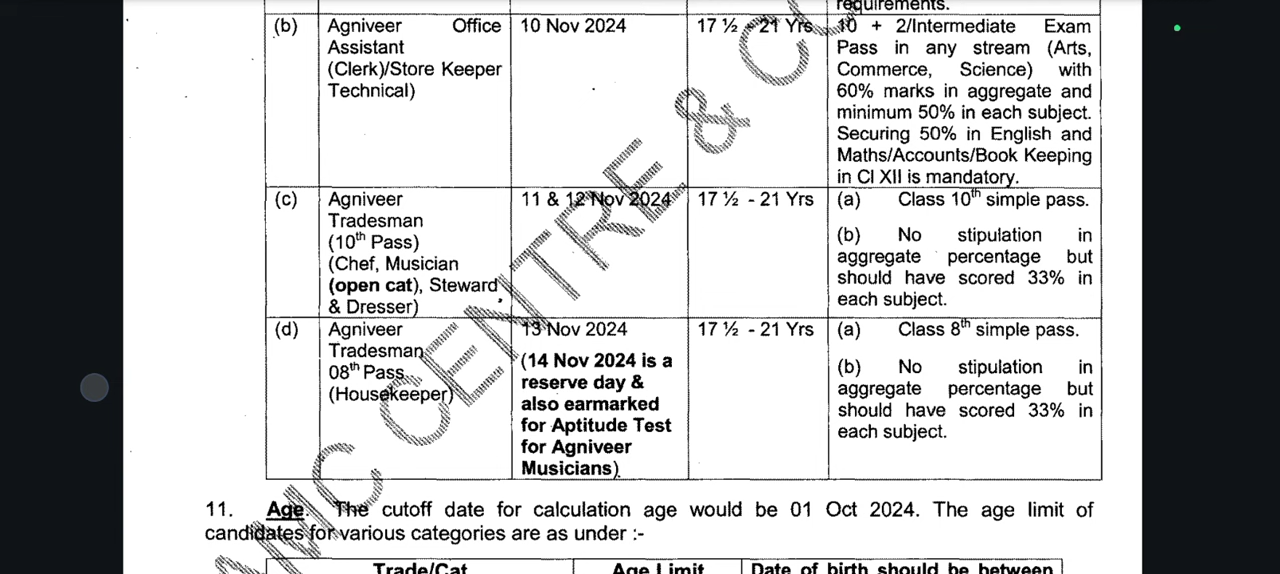 requirements.
(b) Agniveer Office Assistant (Clerk)/Store Keeper Technical) 10 Nov 2024 17 ½ - 21 Yrs 10 + 2/Intermediate Exam
Pass in any stream (Arts,
Commerce, Science) with
60% marks in aggregate and
minimum 50% in each subject.
Securing 50% in English and
Maths/Accounts/Book Keeping
in Cl XII is mandatory.
(c) Agniveer
Tradesman
(10th Pass)
(Chef, Musician
(open cat), Steward
& Dresser)
11 & 12 Nov 2024
17 ½ - 21 Yrs
(a) Class 10th simple pass.
(b) No stipulation in
aggregate percentage but
should have scored 33% in
each subject.
(d) Agniveer
Tradesman
08th Pass
(Housekeeper)
13 Nov 2024
(14 Nov 2024 is a
reserve day &
also earmarked
for Aptitude Test
for Agniveer
Musicians)
17 ½ - 21 Yrs
(a) Class 8th simple pass.
(b) No stipulation in
aggregate percentage but
should have scored 33% in
each subject.
11. Age. The cutoff date for calculation age would be 01 Oct 2024. The age limit of
candidates for various categories are as under :-
Trade/Cat Age Limit Date of birth should be between
AMC CENTRE & CO